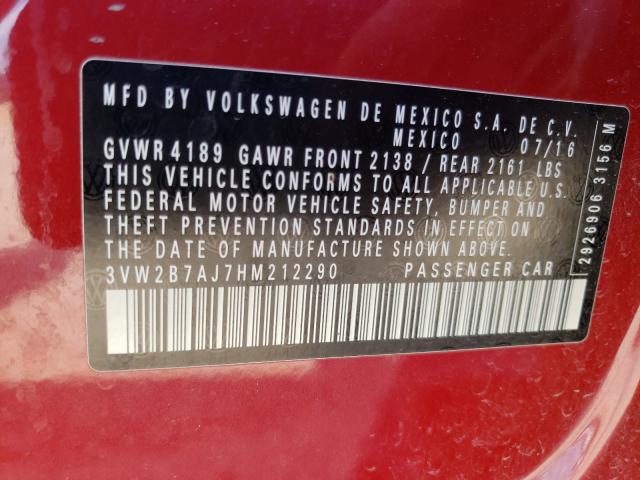 MFD BY VOLKSWAGEN DE MEXICO S.A. DE C.V.
MEXICO 07/16
GVWR 4189 GAWR FRONT 2138 / REAR 2161 LBS
THIS VEHICLE CONFORMS TO ALL APPLICABLE U.S.
FEDERAL MOTOR VEHICLE SAFETY, BUMPER AND
THEFT PREVENTION STANDARDS IN EFFECT ON
THE DATE OF MANUFACTURE SHOWN ABOVE.
3VW2B7AJ7HM212290 PASSENGER CAR
2926906 3156 M